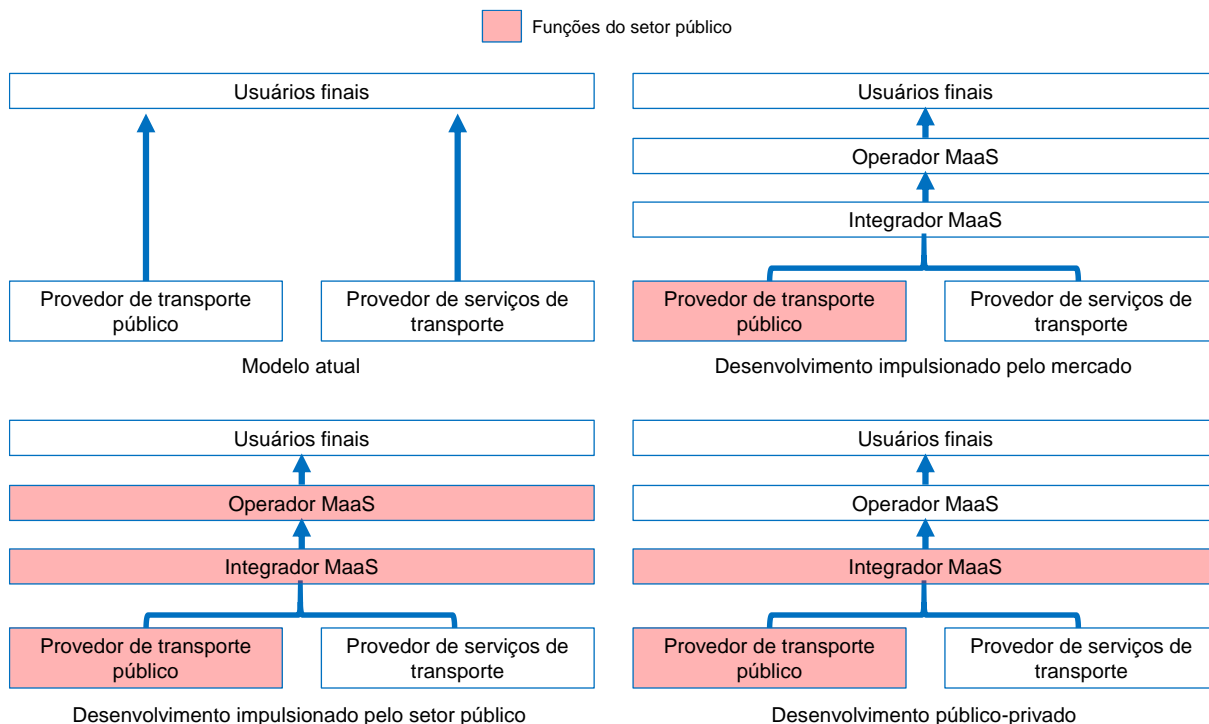 Funções do setor público
Usuários finais
Provedor de transporte
público
Provedor de serviços de
transporte
Modelo atual
Usuários finais
Operador MaaS
Integrador MaaS
Provedor de transporte
público
Provedor de serviços de
transporte
Desenvolvimento impulsionado pelo mercado
Usuários finais
Operador MaaS
Integrador MaaS
Provedor de transporte
público
Provedor de serviços de
transporte
Desenvolvimento impulsionado pelo setor público
Usuários finais
Operador MaaS
Integrador MaaS
Provedor de transporte
público
Provedor de serviços de
transporte
Desenvolvimento público-privado